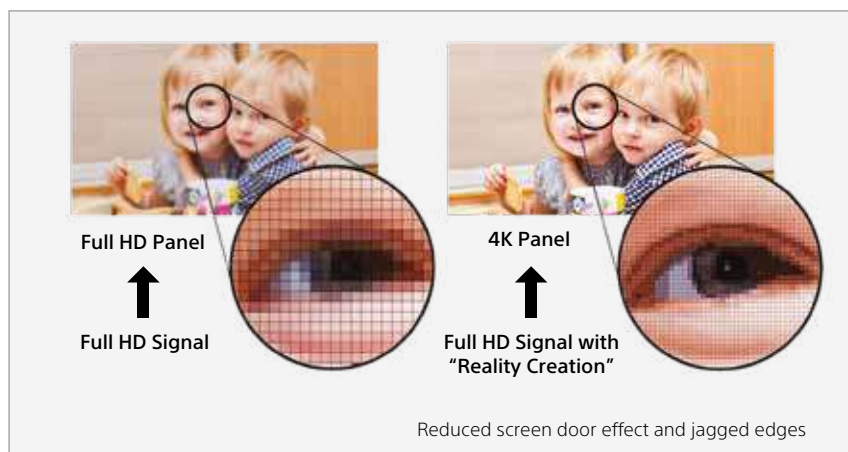 Full HD Panel
Full HD Signal
4K Panel
Full HD Signal with
“Reality Creation”
Reduced screen door effect and jagged edges